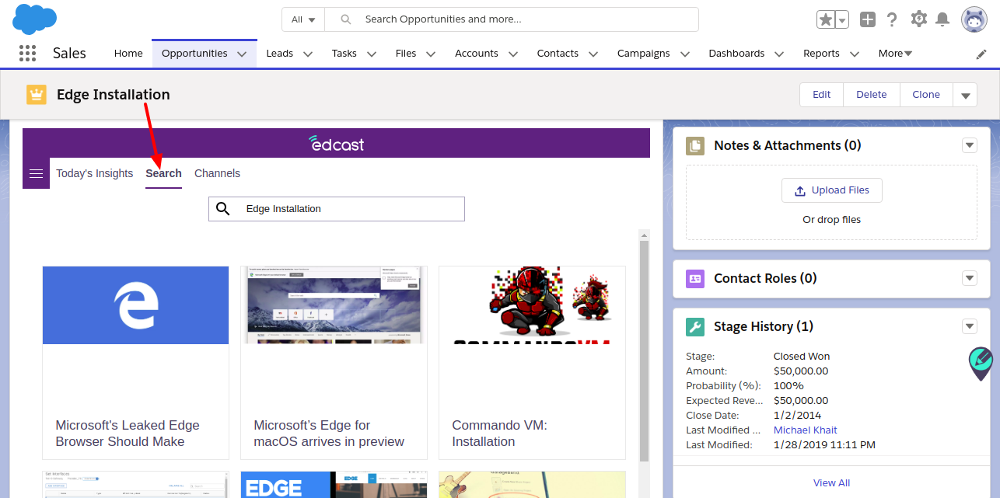 All
Search Opportunities and more...
Sales
Home
Opportunities
Leads
Tasks
Files
Accounts
Contacts
Campaigns
Dashboards
Reports
More
Edge Installation
Edit
Delete
Clone
edcast
Today's Insights
Search
Channels
Edge Installation
Microsoft's Leaked Edge
Browser Should Make
Microsoft’s Edge for
macOS arrives in preview
COMMANDOVM
Commando VM:
Installation
EDGE
EDGE
Notes & Attachments (0)
Upload Files
Or drop files
Contact Roles (0)
Stage History (1)
Stage: Closed Won
Amount: $50,000.00
Probability (%): 100%
Expected Reve... $50,000.00
Close Date: 1/2/2014
Last Modified ... Michael Khait
Last Modified: 1/28/2019 11:11 PM
View All